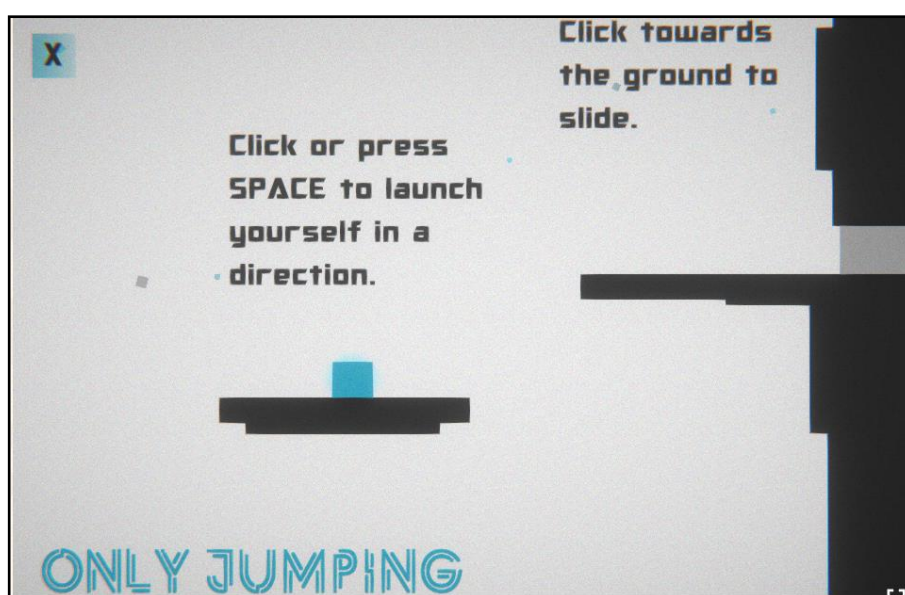 X
Click towards
the ground to
slide.
Click or press
SPACE to launch
yourself in a
direction.
ONLY JUMPING